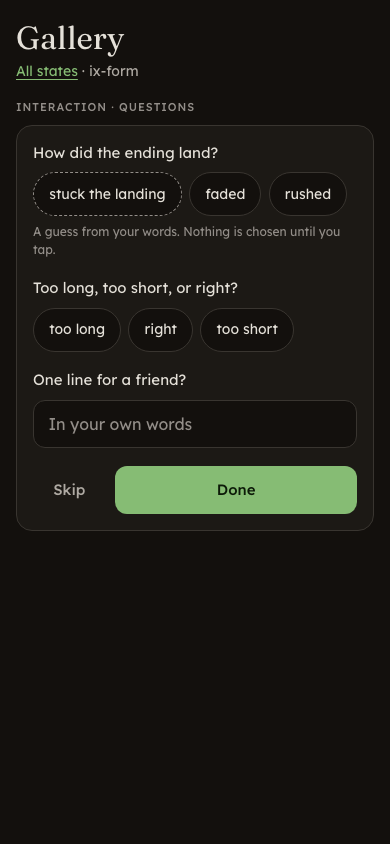 Gallery
All states · ix-form
INTERACTION · QUESTIONS
How did the ending land?
stuck the landing faded rushed
A guess from your words. Nothing is chosen until you
tap.
Too long, too short, or right?
too long right too short
One line for a friend?
In your own words
Skip Done